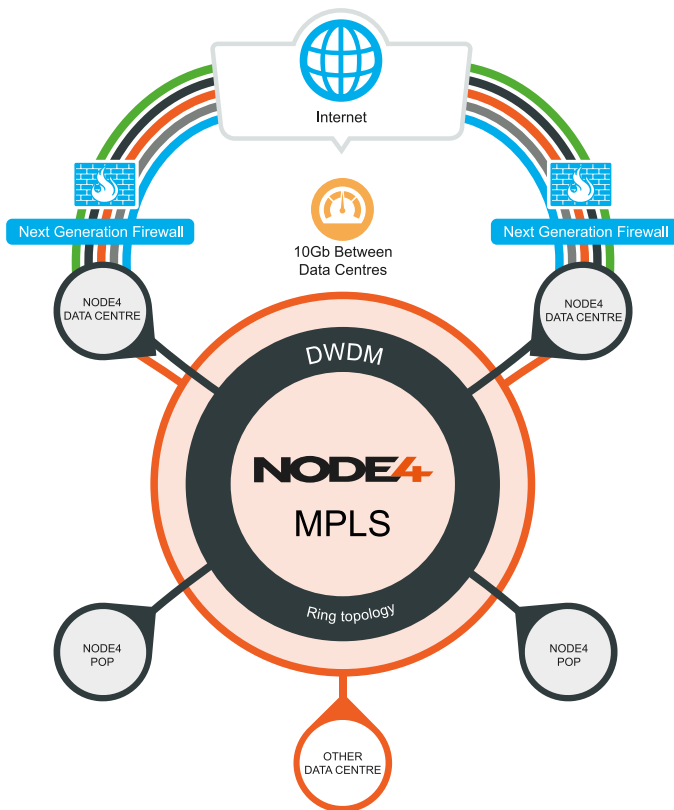 Internet
Next Generation Firewall
Next Generation Firewall
10Gb Between
Data Centres
NODE4
DATA CENTRE
NODE4
DATA CENTRE
DWDM
NODE4
MPLS
Ring topology
NODE4
POP
NODE4
POP
OTHER
DATA CENTRE